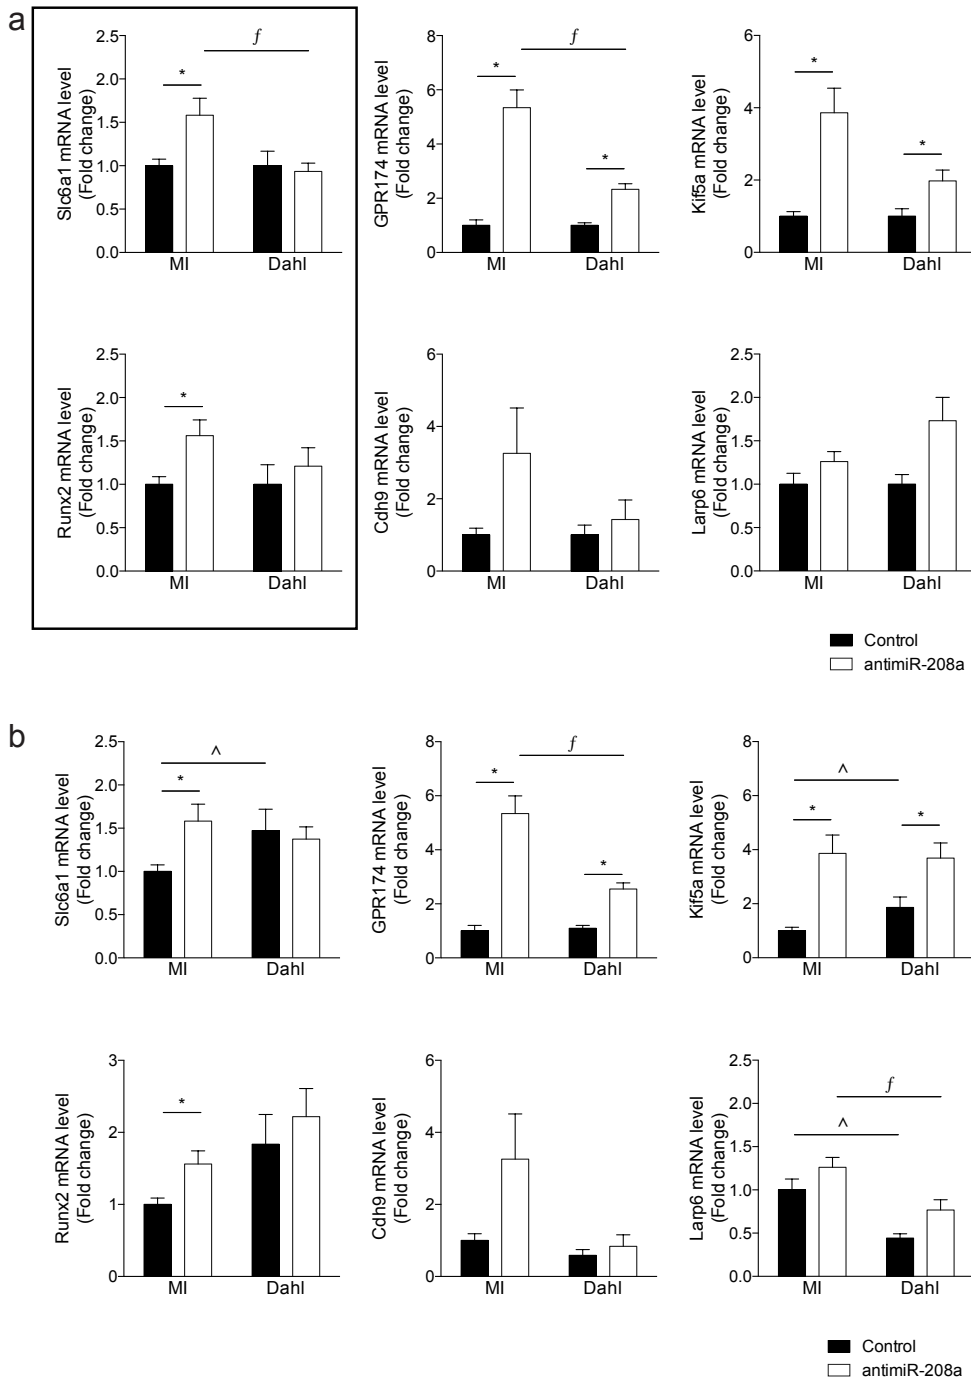 a
Slc6a1 mRNA level
(Fold change)
2.5
2.0
1.5
1.0
0.5
0.0
*
ƒ
MI Dahl
GPR174 mRNA level
(Fold change)
8
6
4
2
0
*
ƒ
*
MI Dahl
Kif5a mRNA level
(Fold change)
6
4
2
0
*
*
MI Dahl
Runx2 mRNA level
(Fold change)
2.5
2.0
1.5
1.0
0.5
0.0
*
MI Dahl
Cdh9 mRNA level
(Fold change)
6
4
2
0
MI Dahl
Larp6 mRNA level
(Fold change)
2.5
2.0
1.5
1.0
0.5
0.0
MI Dahl
Control
antimiR-208a
b
Slc6a1 mRNA level
(Fold change)
2.5
2.0
1.5
1.0
0.5
0.0
^
*
MI Dahl
GPR174 mRNA level
(Fold change)
8
6
4
2
0
*
ƒ
*
MI Dahl
Kif5a mRNA level
(Fold change)
8
6
4
2
0
^
*
*
MI Dahl
Runx2 mRNA level
(Fold change)
3
2
1
0
*
MI Dahl
Cdh9 mRNA level
(Fold change)
6
4
2
0
MI Dahl
Larp6 mRNA level
(Fold change)
2.5
2.0
1.5
1.0
0.5
0.0
ƒ
^
MI Dahl
Control
antimiR-208a